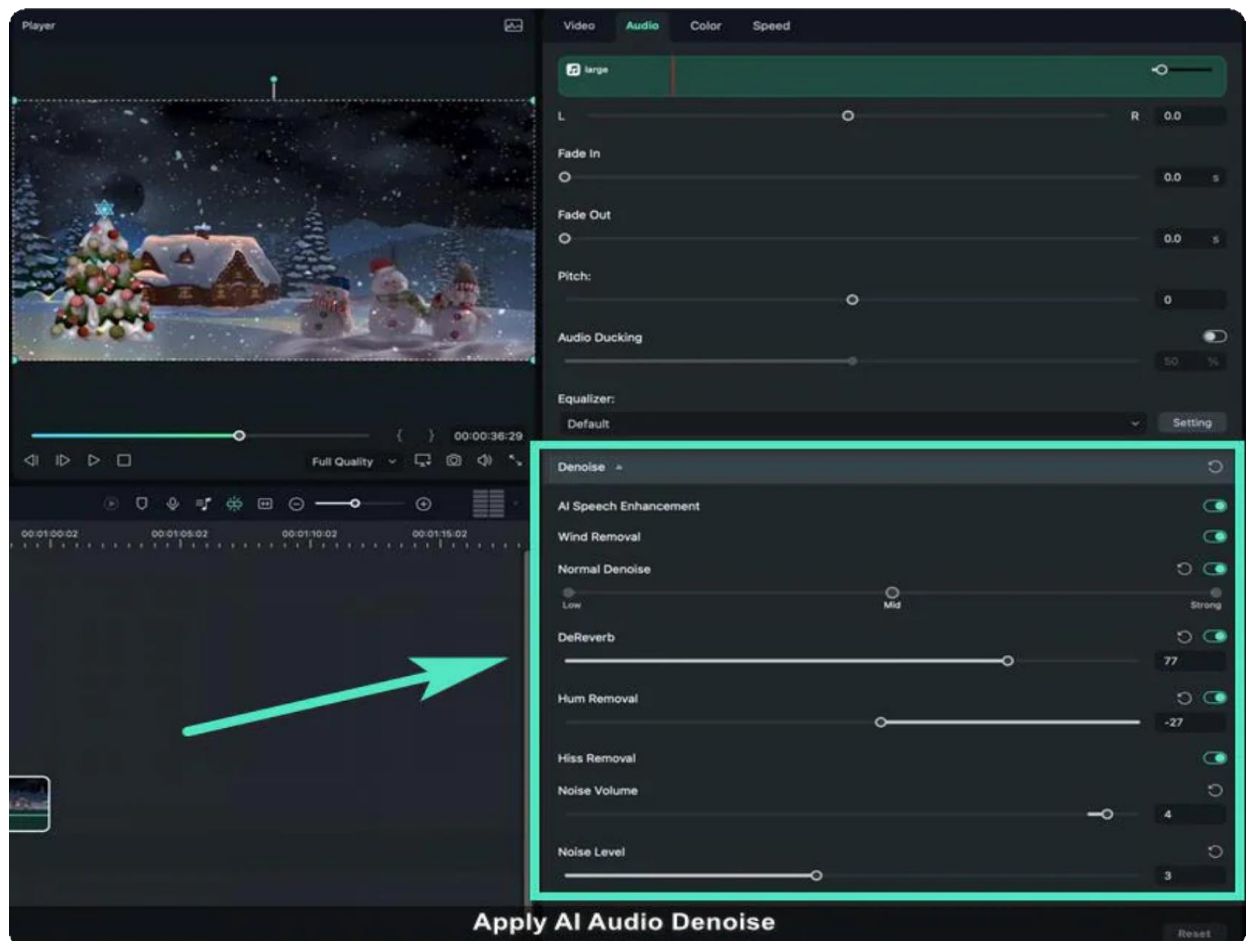 Player
Video Audio Color Speed
large
L R 0.0
Fade In
0.0 s
Fade Out
0.0 s
Pitch:
0
Audio Ducking
50 %
Equalizer:
Default Setting
{ } 00:00:36:29
Full Quality
Denoise
AI Speech Enhancement
Wind Removal
Normal Denoise
Low Mid Strong
DeReverb
77
Hum Removal
-27
Hiss Removal
Noise Volume
4
Noise Level
3
00:01:00:02 00:01:05:02 00:01:10:02 00:01:15:02
Apply AI Audio Denoise
Reset